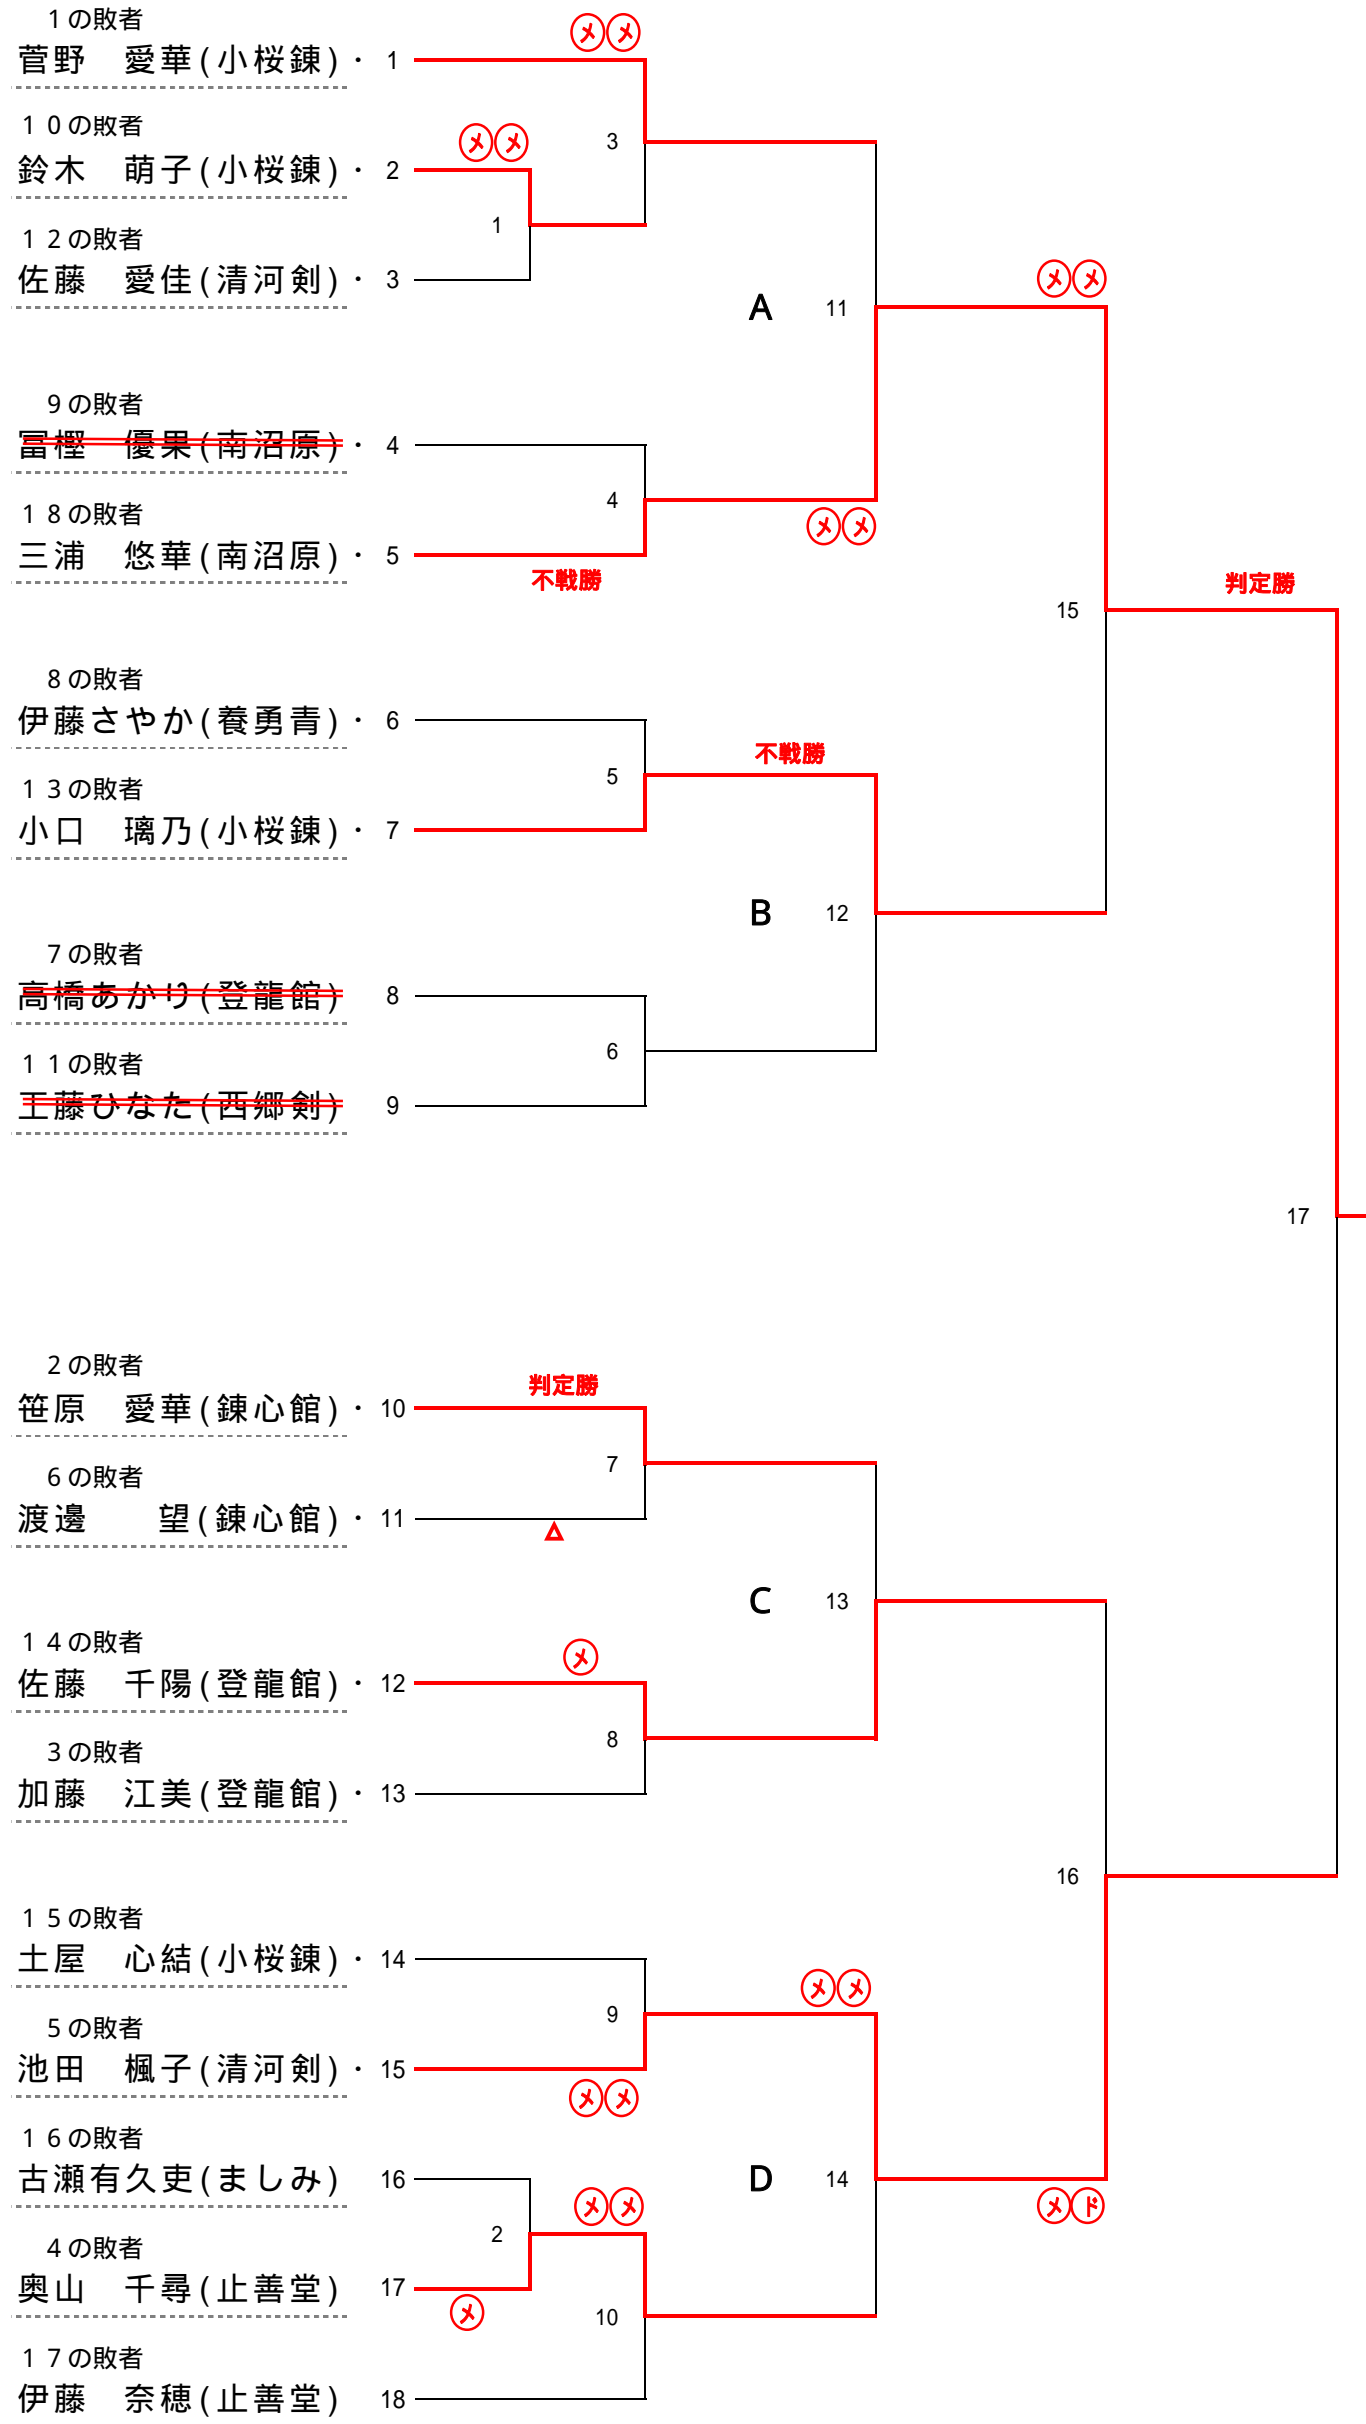 1の敗者
菅野　愛華(小桜錬)・ 1
10の敗者
鈴木　萌子(小桜錬)・ 2
12の敗者
佐藤　愛佳(清河剣)・ 3
9の敗者
冨樫　優果(南沼原)・ 4
18の敗者
三浦　悠華(南沼原)・ 5
8の敗者
伊藤さやか(養勇青)・ 6
13の敗者
小口　璃乃(小桜錬)・ 7
7の敗者
高橋あかり(登龍館) 8
11の敗者
工藤ひなた(西郷剣) 9
2の敗者
笹原　愛華(錬心館)・ 10
6の敗者
渡邊　望(錬心館)・ 11
14の敗者
佐藤　千陽(登龍館)・ 12
3の敗者
加藤　江美(登龍館)・ 13
15の敗者
土屋　心結(小桜錬)・ 14
5の敗者
池田　楓子(清河剣)・ 15
16の敗者
古瀬有久吏(ましみ) 16
4の敗者
奥山　千尋(止善堂) 17
17の敗者
伊藤　奈穂(止善堂) 18
メメ
メメ
1
3
4
不戦勝
メメ
A
11
メメ
5
不戦勝
6
B
12
15
判定勝
判定勝
7
△
メ
8
C
13
9
メメ
メメ
2
メ
メメ
10
D
14
メド
16
17